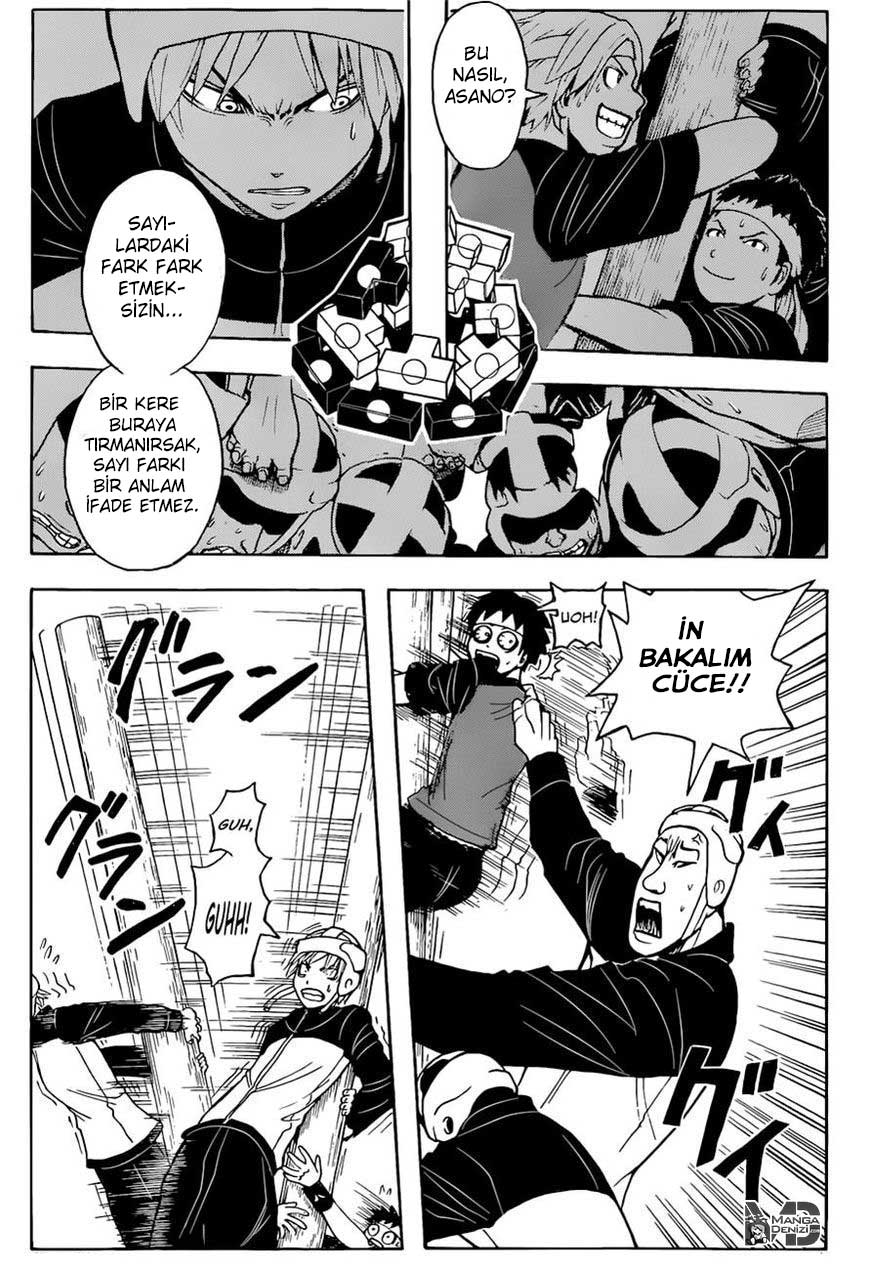 BU
NASIL,
ASANO?
SAYI-
LARDAKİ
FARK FARK
ETMEK-
SİZİN...
BİR KERE
BURAYA
TIRMANIRSAK,
SAYI FARKI
BİR ANLAM
İFADE ETMEZ.
İN
BAKALIM
CÜCE!!
UOH!
グイ
グイ
グラン
グラン
GUH,
GUHH!
MANGA
DENİZİ